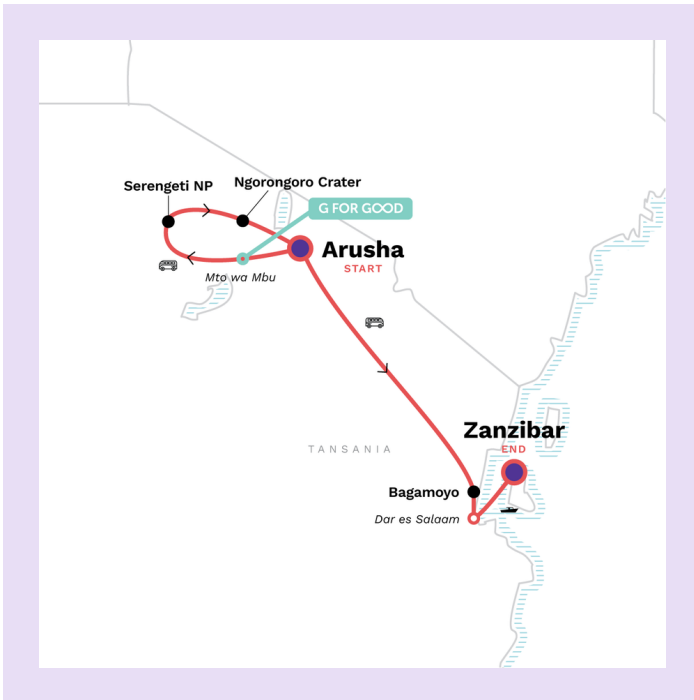 Serengeti NP
Ngorongoro Crater
G FOR GOOD
Arusha
START
Mto wa Mbu
TANSANIA
Zanzibar
END
Bagamoyo
Dar es Salaam